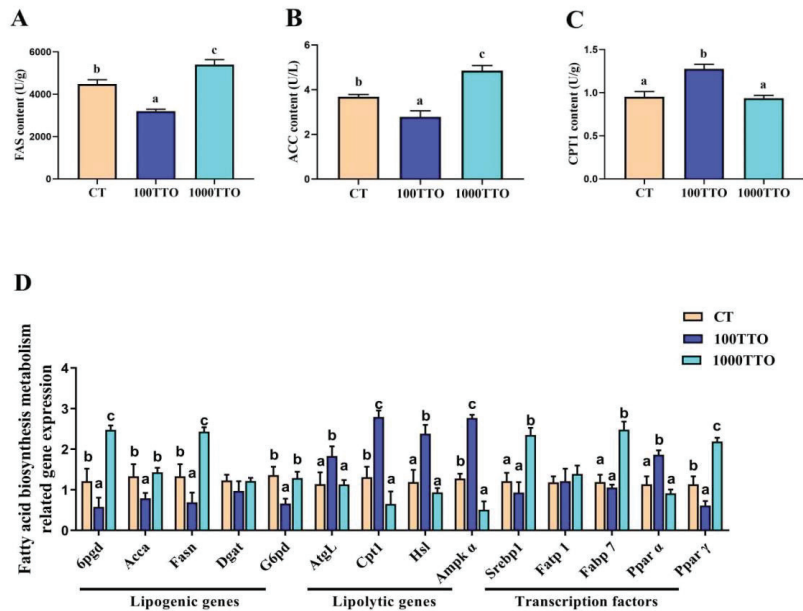 A
B
C
FAS content (U/g)
6000
4000
2000
0
b
a
c
CT
100TTO
1000TTO
ACC content (U/L)
6
4
2
0
b
a
c
CT
100TTO
1000TTO
CPT1 content (U/g)
1.5
1.0
0.5
0.0
a
b
a
CT
100TTO
1000TTO
D
CT
100TTO
1000TTO
Fatty acid biosynthesis metabolism
related gene expression
4
3
2
1
0
b a c
b a b
b a c
b a b
a b a
b c a
a b a
b c a
a a b
a a b
a b a
b a c
6pgd
Acca
Fasn
Dgat
G6pd
AtgL
Cpt1
Hsl
Ampk α
Srebp1
Fatp 1
Fabp 7
Ppar α
Ppar γ
Lipogenic genes
Lipolytic genes
Transcription factors